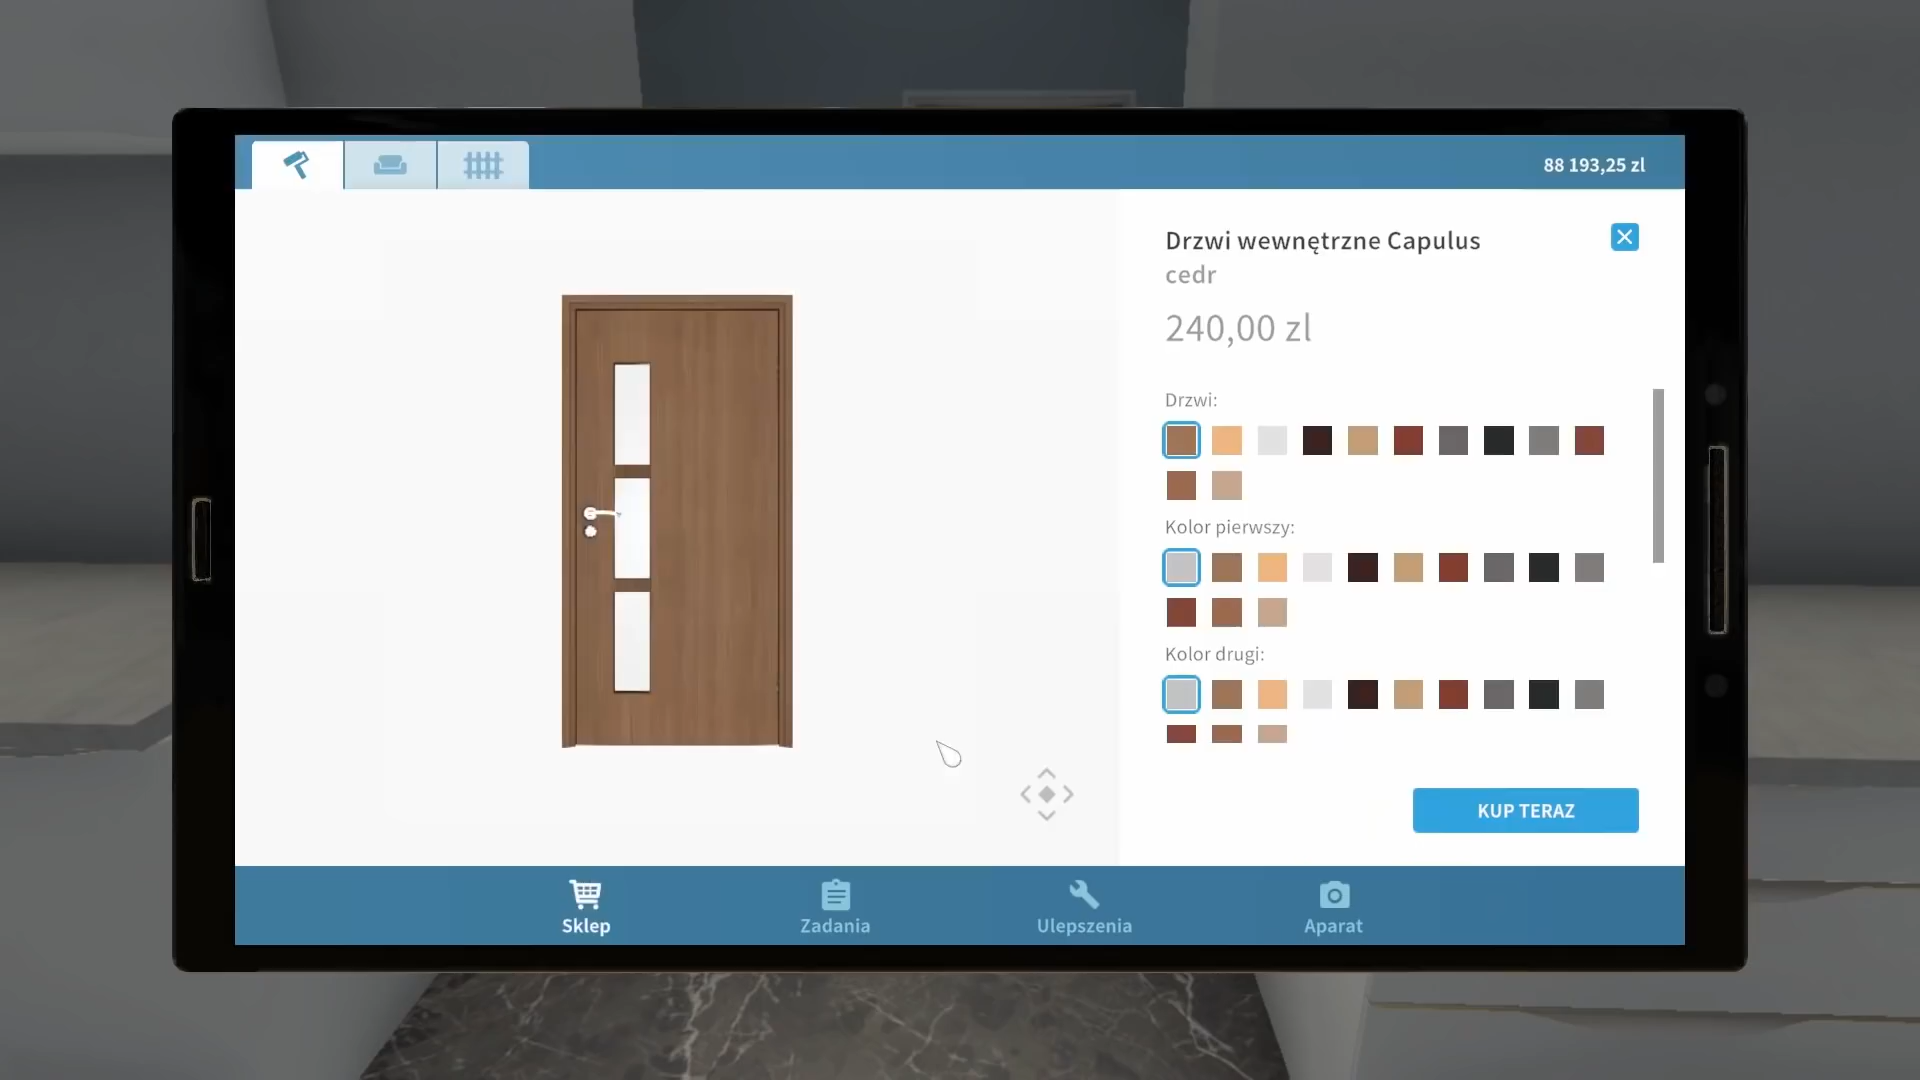 88 193,25 zl
Drzwi wewnętrzne Capulus
cedr
240,00 zl
Drzwi:
Kolor pierwszy:
Kolor drugi:
KUP TERAZ
Sklep
Zadania
Ulepszenia
Aparat